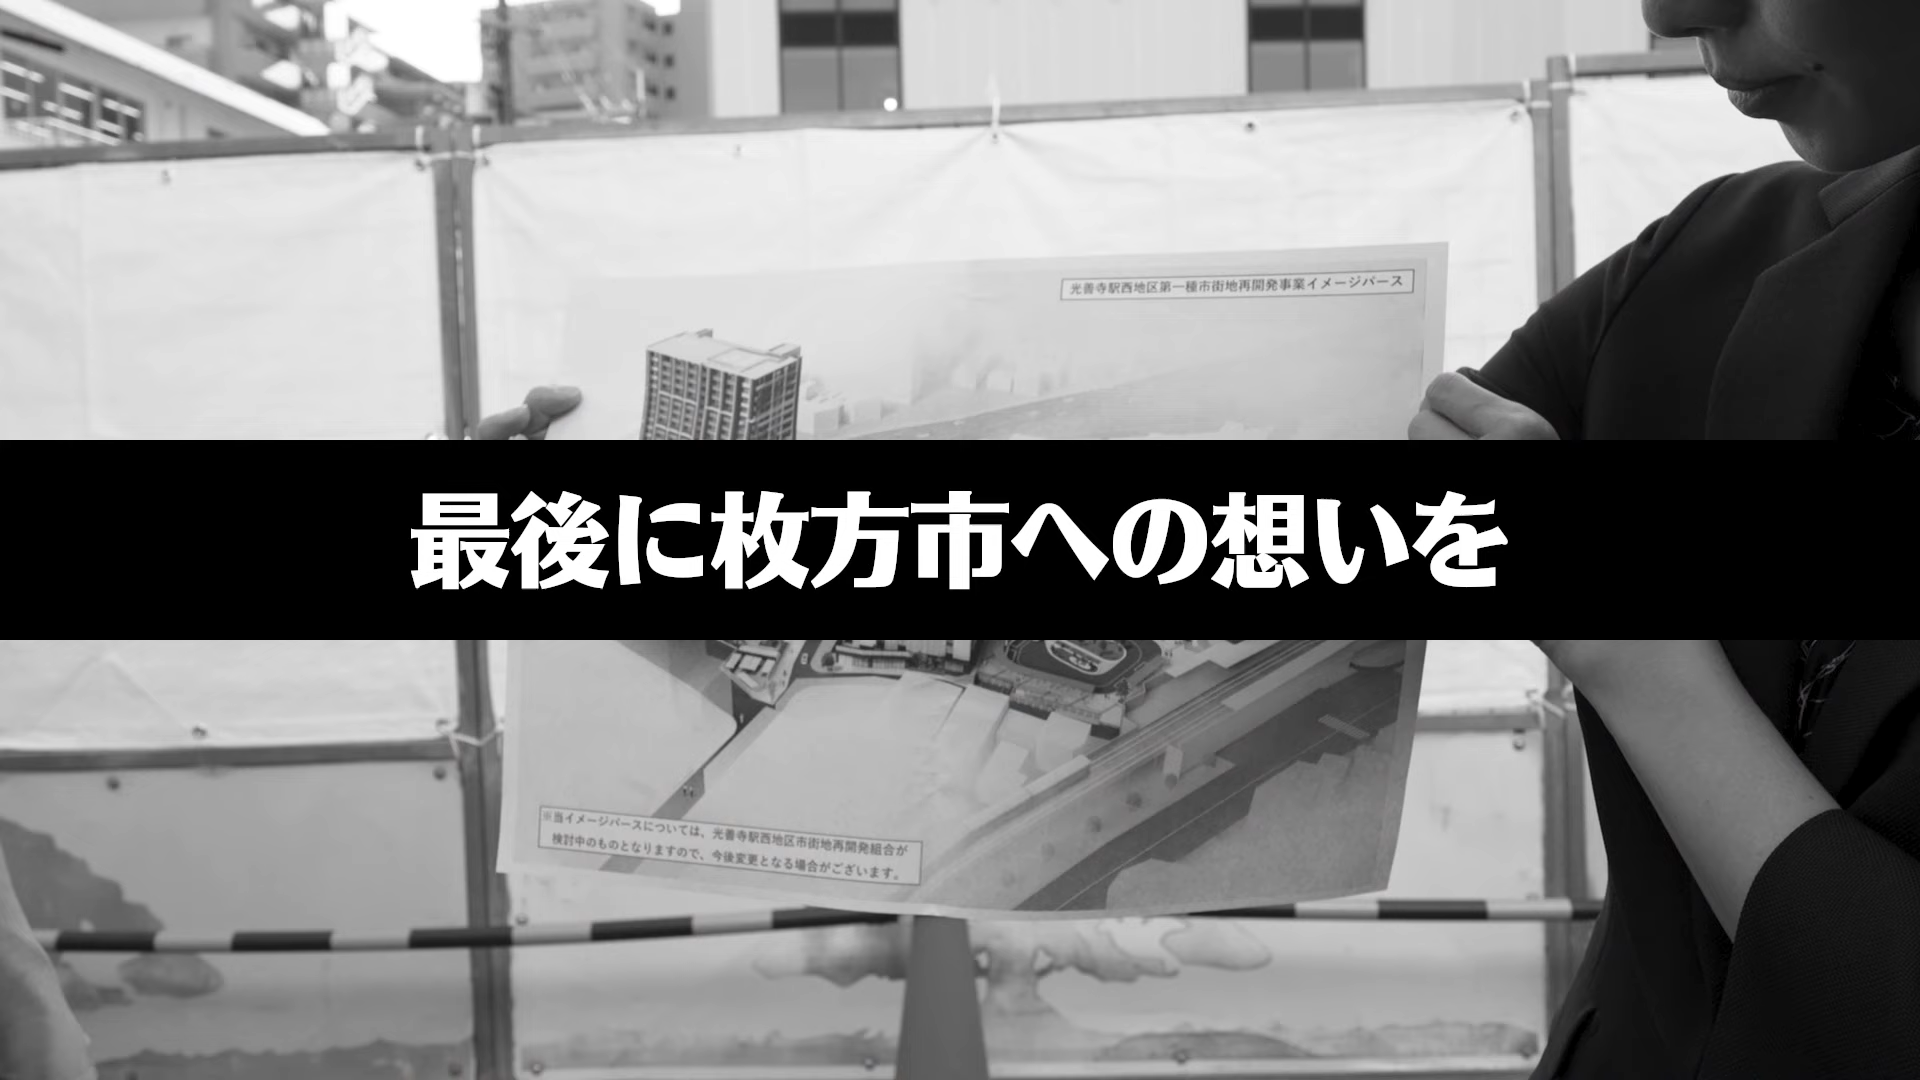 光善寺駅西地区第一種市街地再開発事業イメージパース
最後に枚方市への想いを
※当イメージパースについては、光善寺駅西地区市街地再開発組合が
検討中のものとなりますので、今後変更となる場合がございます。